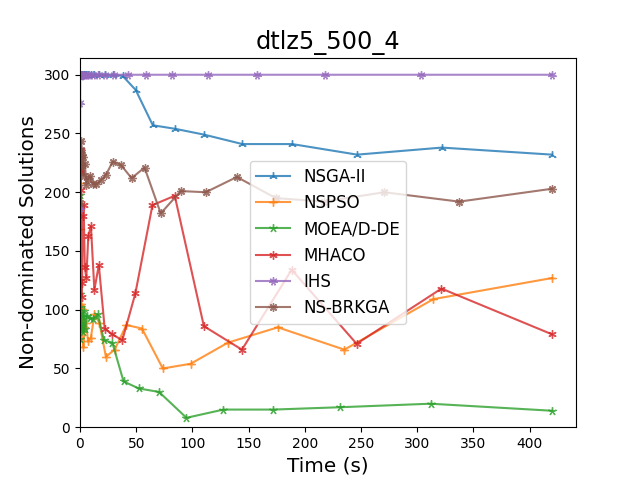 dtlz5_500_4
Non-dominated Solutions
300
250
200
150
100
50
0
NSGA-II
NSPSO
MOEA/D-DE
MHACO
IHS
NS-BRKGA
0 50 100 150 200 250 300 350 400
Time (s)